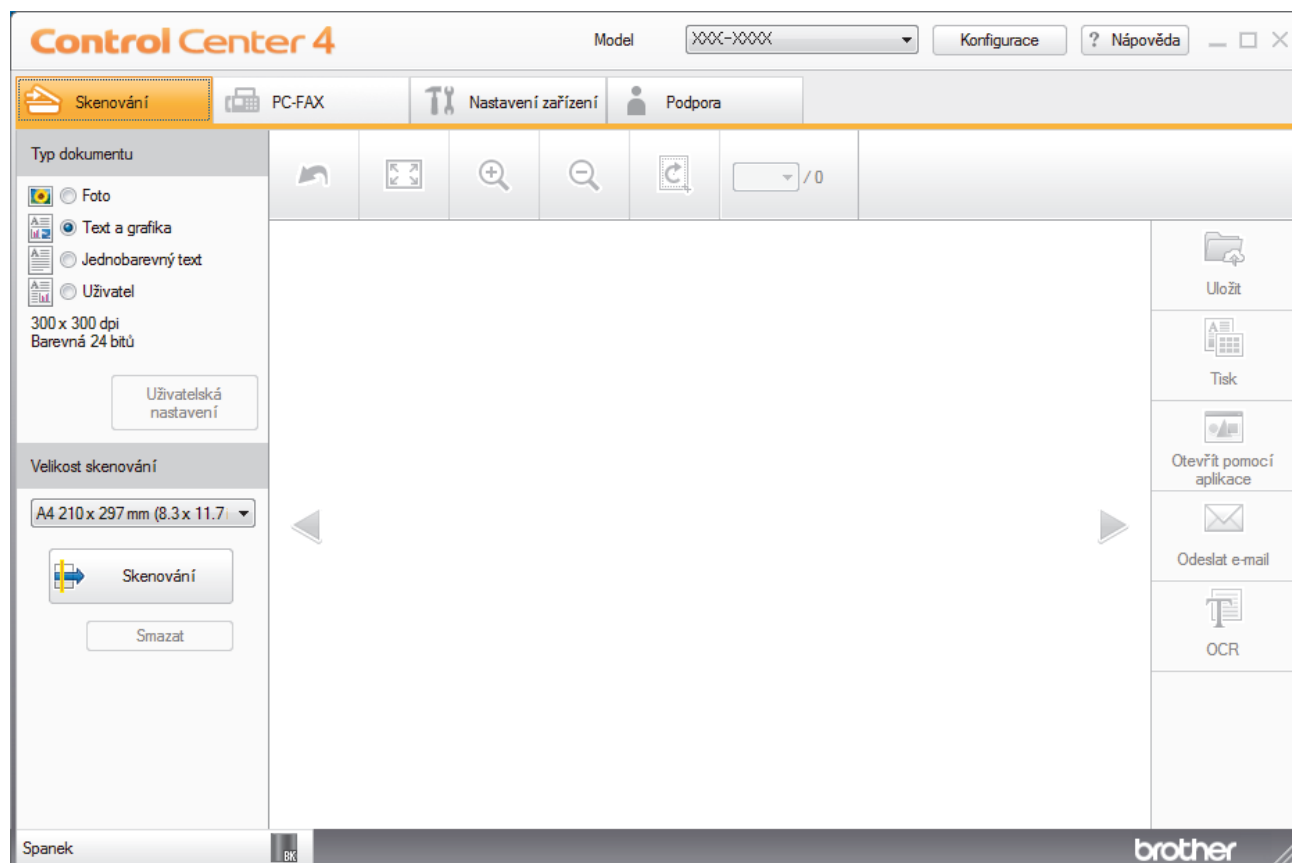 Control Center 4
Model
XXX-XXXX
Konfigurace
? Nápověda
Skenování
PC-FAX
Nastavení zařízení
Podpora
Typ dokumentu
/ 0
Foto
Text a grafika
Jednobarevný text
Uživatel
300 x 300 dpi
Barevná 24 bitů
Uživatelská
nastavení
Velikost skenování
A4 210 x 297 mm (8.3 x 11.7
Skenování
Smazat
Uložit
Tisk
Otevřít pomocí
aplikace
Odeslat e-mail
OCR
Spanek
BK
brother